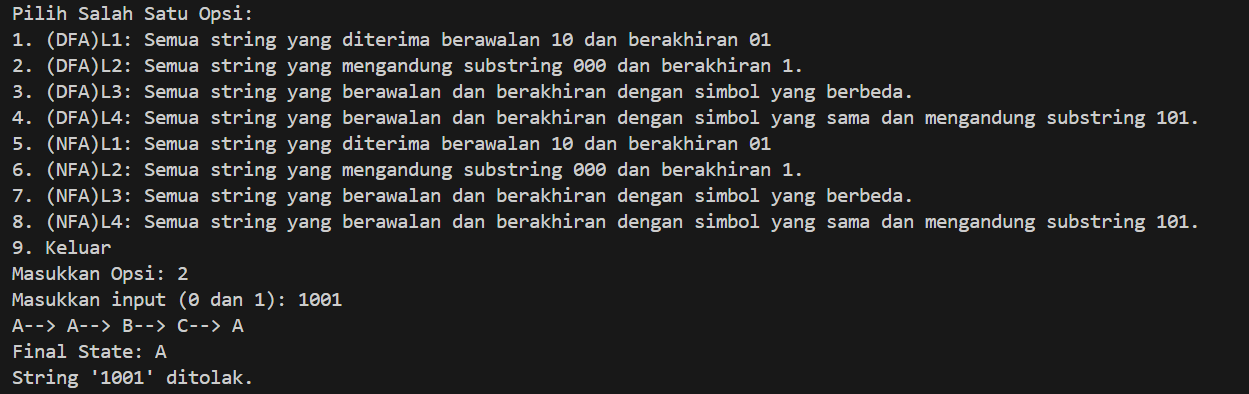 Pilih Salah Satu Opsi:
1. (DFA)L1: Semua string yang diterima berawalan 10 dan berakhiran 01
2. (DFA)L2: Semua string yang mengandung substring 000 dan berakhiran 1.
3. (DFA)L3: Semua string yang berawalan dan berakhiran dengan simbol yang berbeda.
4. (DFA)L4: Semua string yang berawalan dan berakhiran dengan simbol yang sama dan mengandung substring 101.
5. (NFA)L1: Semua string yang diterima berawalan 10 dan berakhiran 01
6. (NFA)L2: Semua string yang mengandung substring 000 dan berakhiran 1.
7. (NFA)L3: Semua string yang berawalan dan berakhiran dengan simbol yang berbeda.
8. (NFA)L4: Semua string yang berawalan dan berakhiran dengan simbol yang sama dan mengandung substring 101.
9. Keluar
Masukkan Opsi: 2
Masukkan input (0 dan 1): 1001
A--> A--> B--> C--> A
Final State: A
String '1001' ditolak.